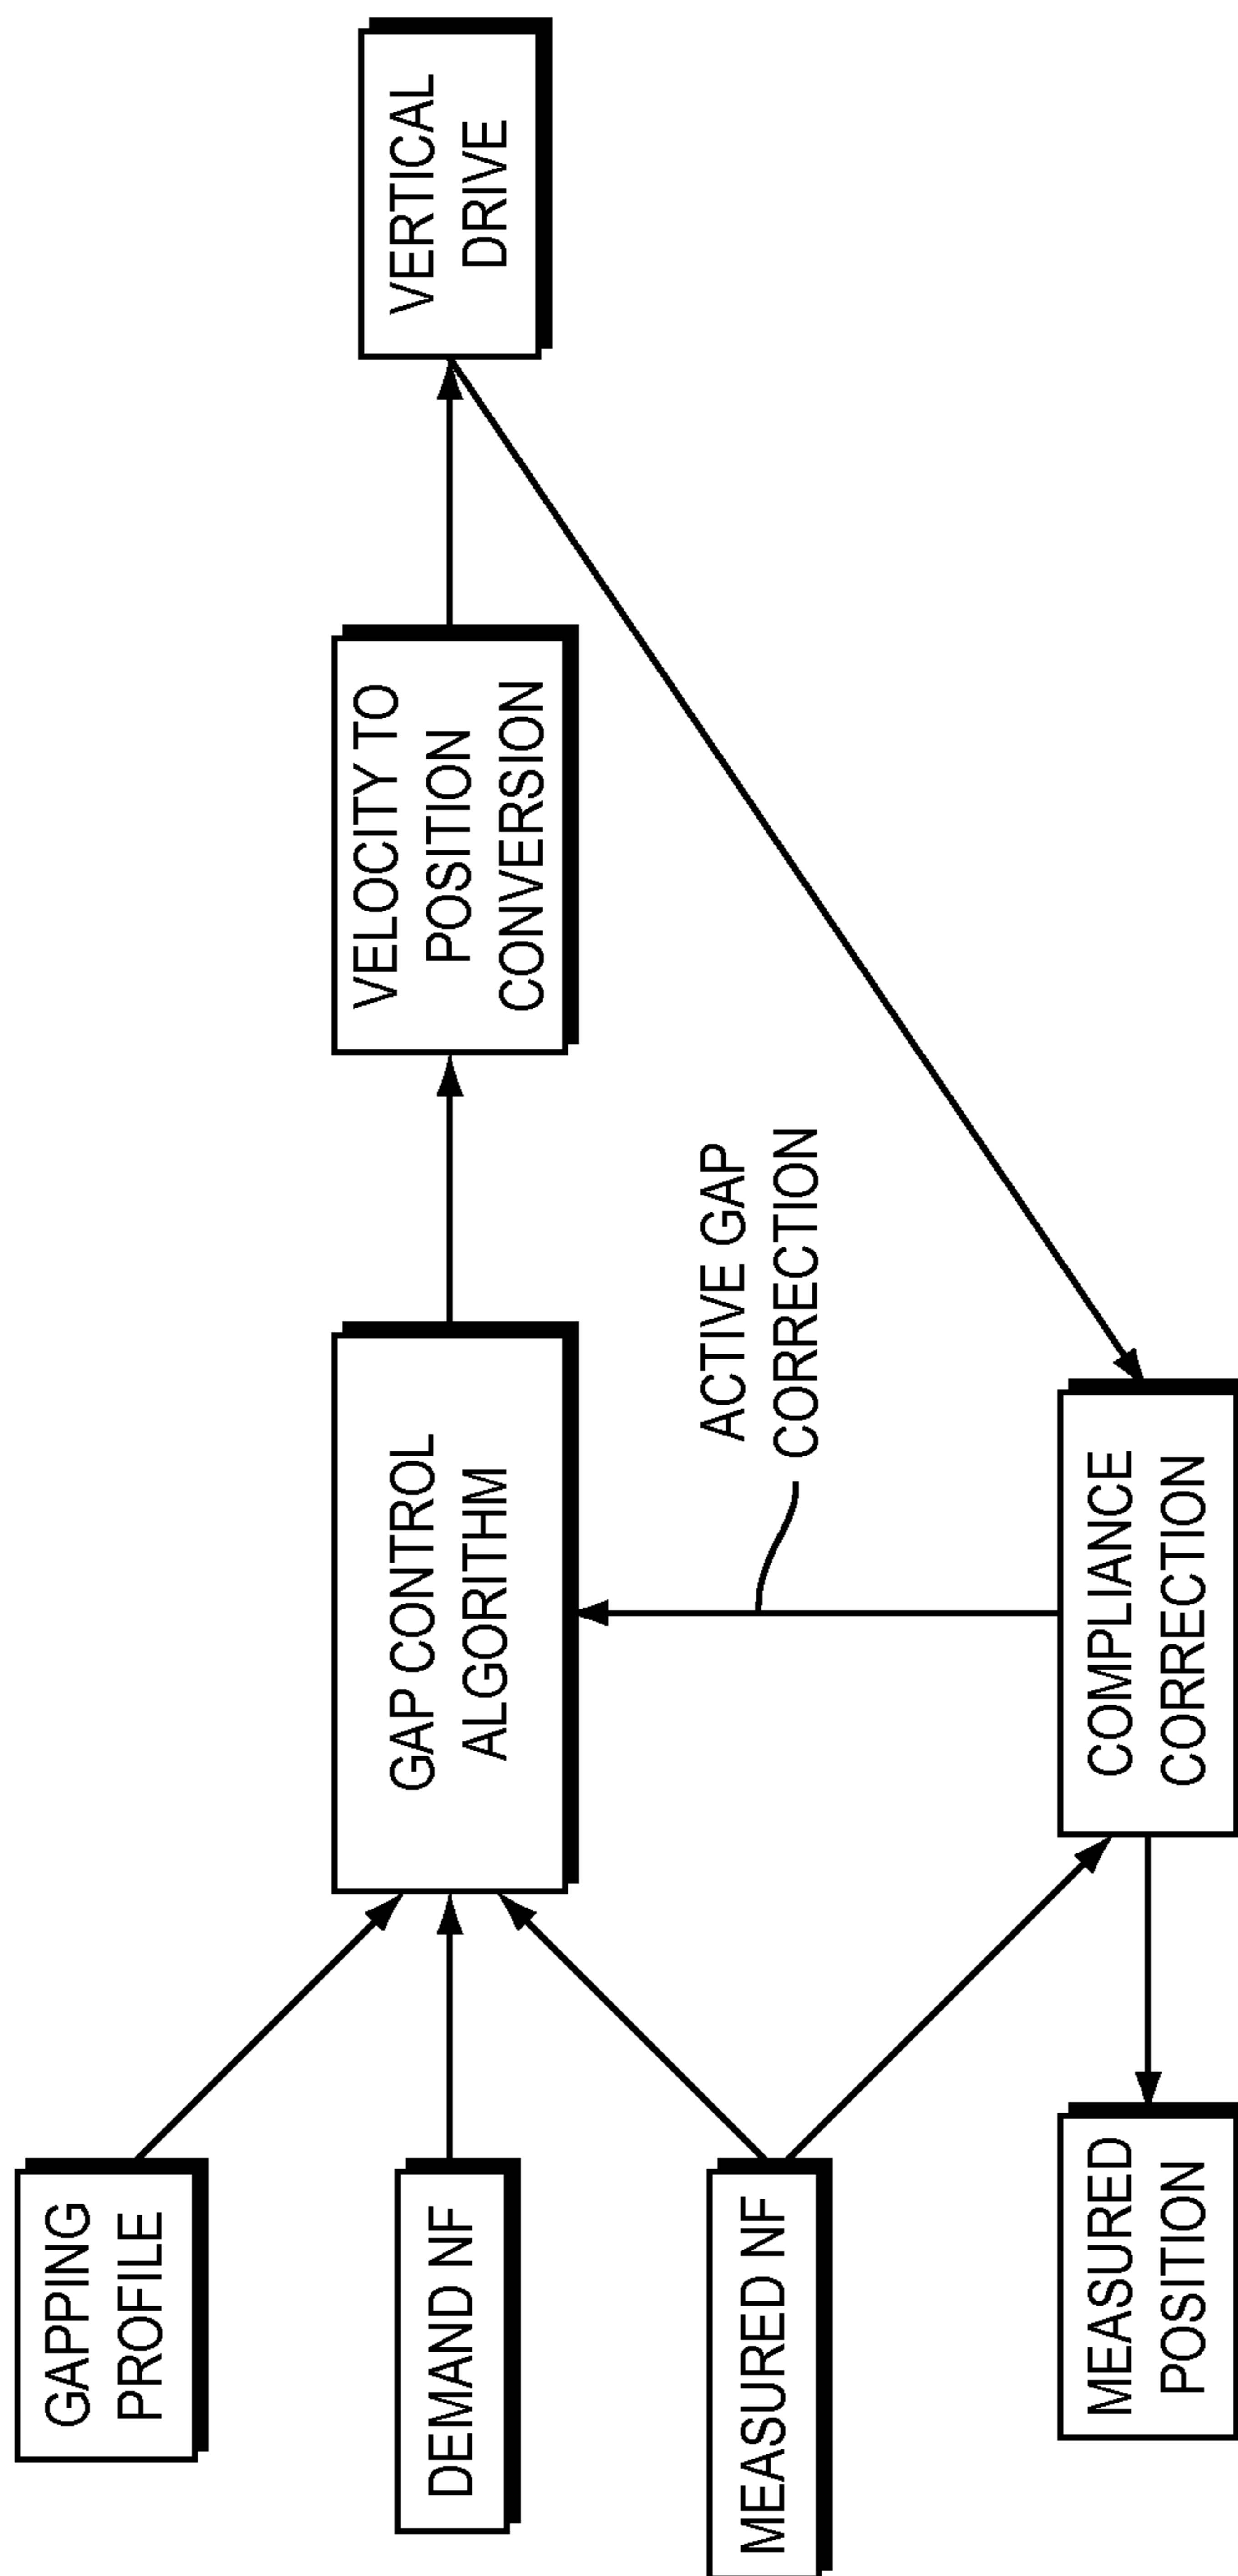 GAPPING
PROFILE
DEMAND NF
MEASURED NF
MEASURED
POSITION
GAP CONTROL
ALGORITHM
ACTIVE GAP
CORRECTION
COMPLIANCE
CORRECTION
VELOCITY TO
POSITION
CONVERSION
VERTICAL
DRIVE